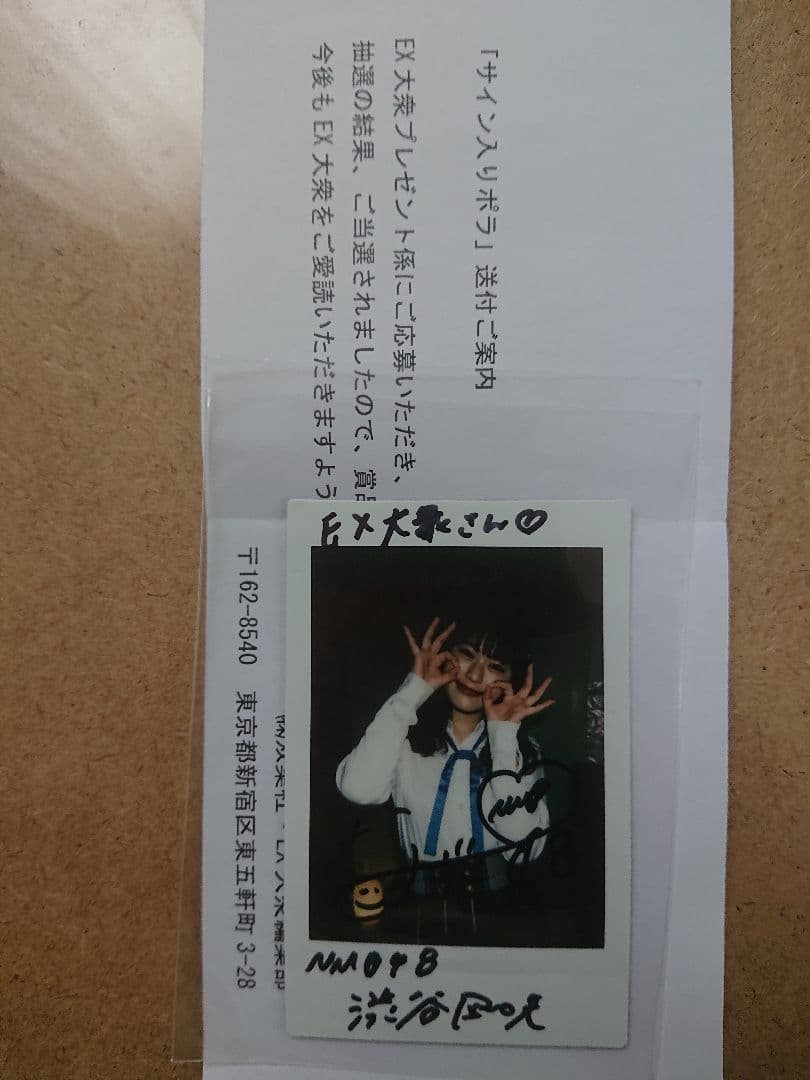 「サイン入りポラ」送付ご案内
EX大衆プレゼント係にご応募いただき、
抽選の結果、ご当選されましたので、賞品
今後もEX大衆をご愛読いただきますよう
〒162-8540 東京都新宿区東五軒町3-28
EX大衆さん♡
NMB48
渋谷凪咲